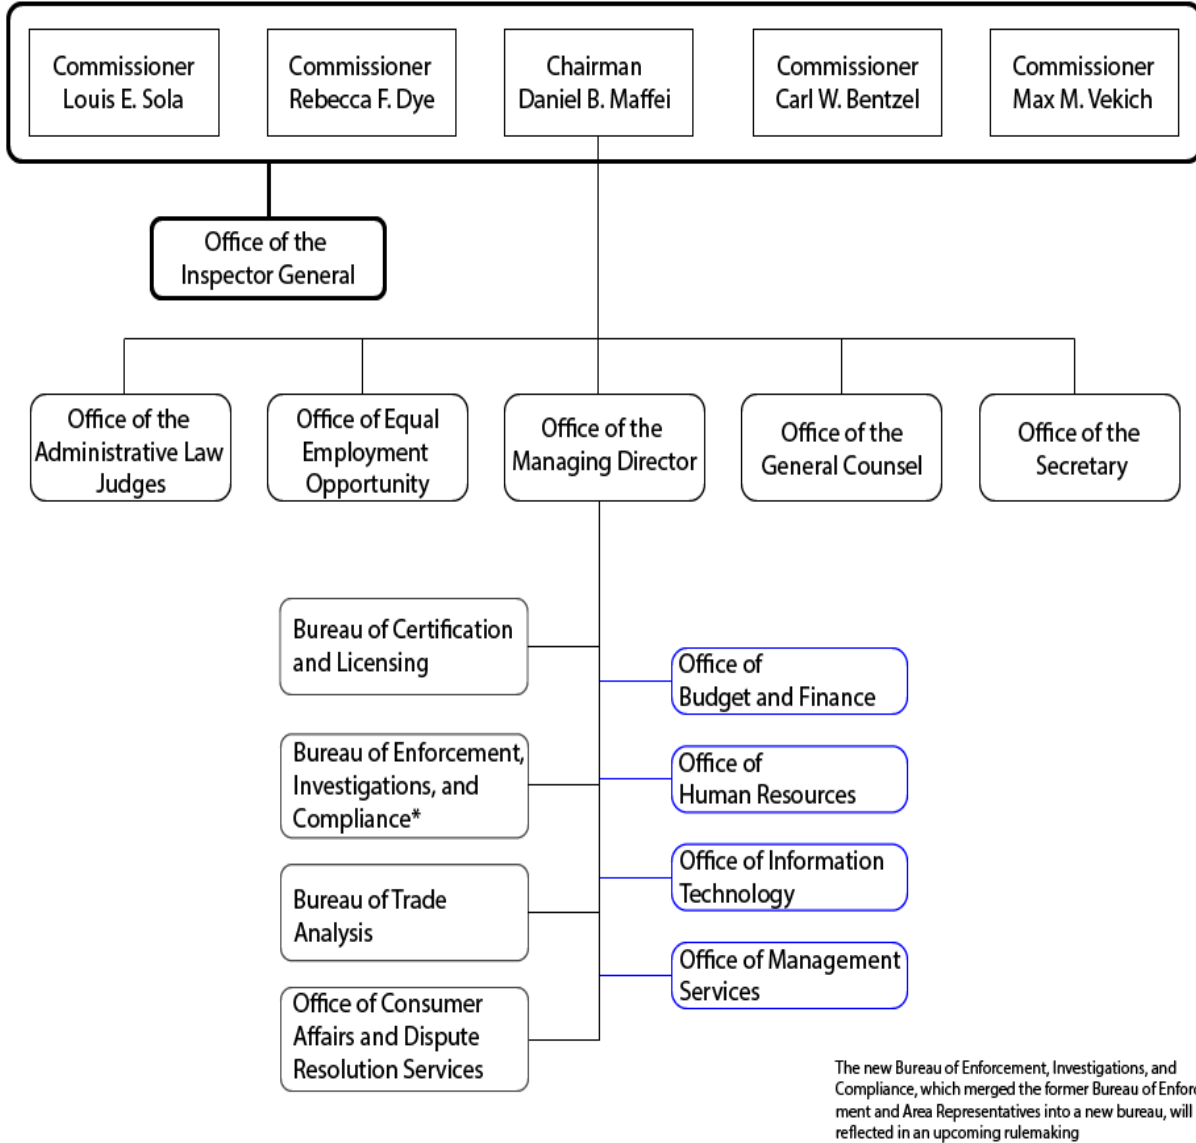 Commissioner
Louis E. Sola
Commissioner
Rebecca F. Dye
Chairman
Daniel B. Maffei
Commissioner
Carl W. Bentzel
Commissioner
Max M. Vekich
Office of the
Inspector General
Office of the
Administrative Law
Judges
Office of Equal
Employment
Opportunity
Office of the
Managing Director
Office of the
General Counsel
Office of the
Secretary
Bureau of Certification
and Licensing
Bureau of Enforcement,
Investigations, and
Compliance*
Bureau of Trade
Analysis
Office of Consumer
Affairs and Dispute
Resolution Services
Office of
Budget and Finance
Office of
Human Resources
Office of Information
Technology
Office of Management
Services
The new Bureau of Enforcement, Investigations, and
Compliance, which merged the former Bureau of Enforc
ment and Area Representatives into a new bureau, will
reflected in an upcoming rulemaking